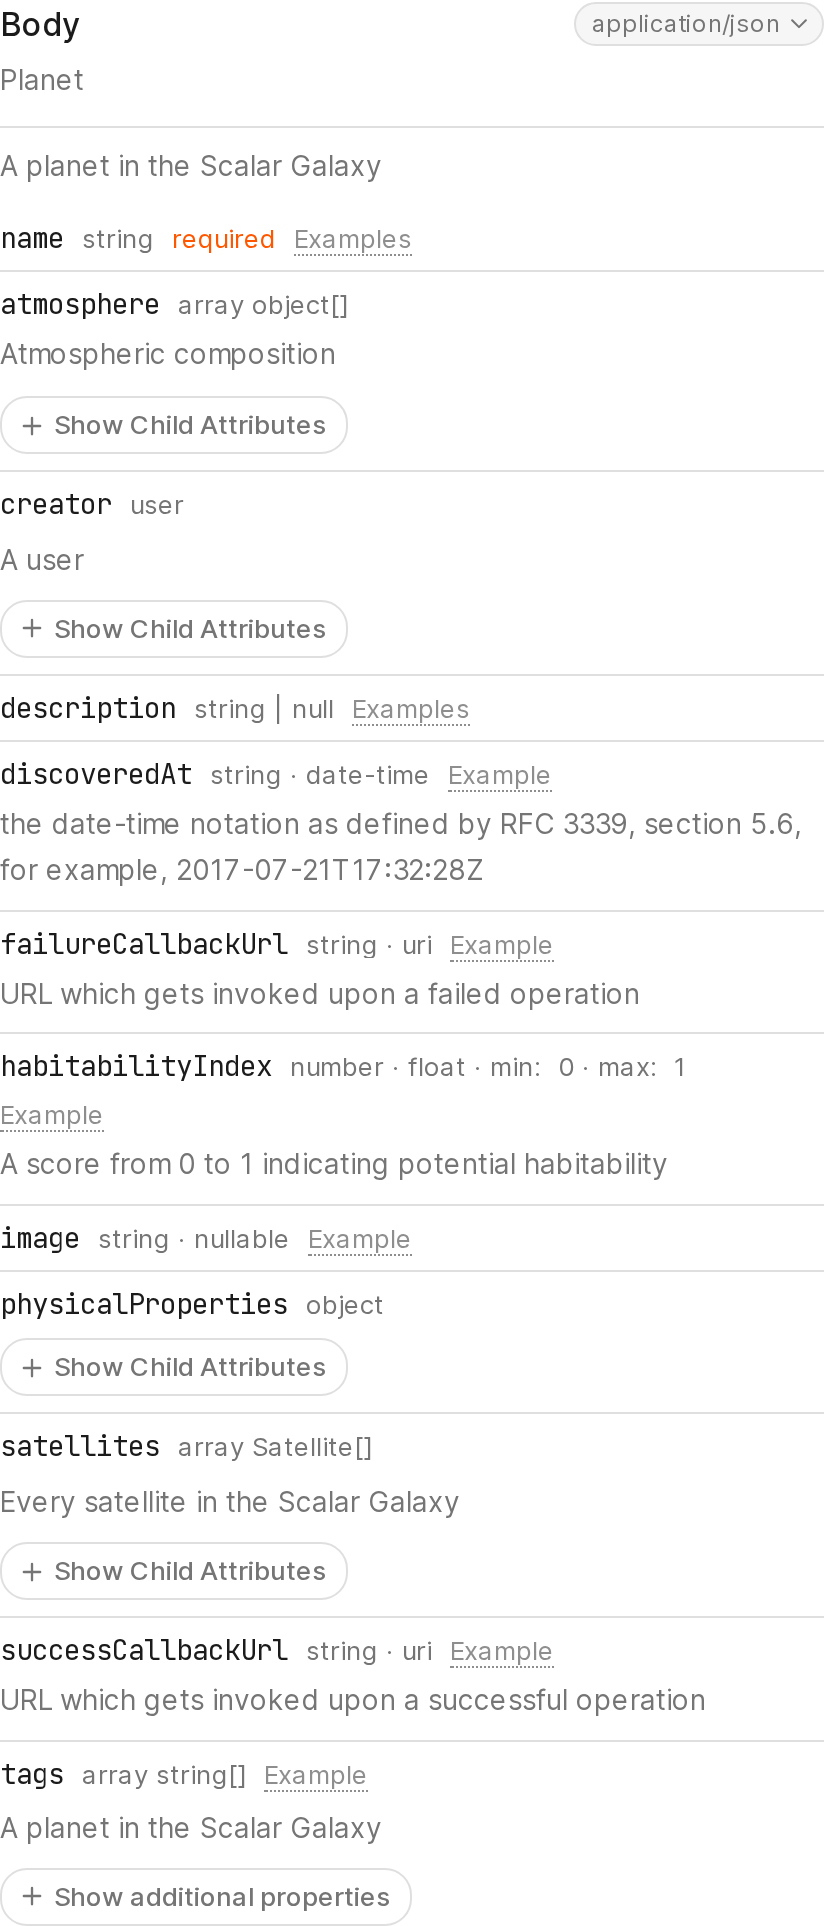 Body
application/json
Planet
A planet in the Scalar Galaxy
name string required Examples
atmosphere array object[]
Atmospheric composition
Show Child Attributes
creator user
A user
Show Child Attributes
description string | null Examples
discoveredAt string · date-time Example
the date-time notation as defined by RFC 3339, section 5.6,
for example, 2017-07-21T17:32:28Z
failureCallbackUrl string · uri Example
URL which gets invoked upon a failed operation
habitabilityIndex number · float · min: 0 · max: 1
Example
A score from 0 to 1 indicating potential habitability
image string · nullable Example
physicalProperties object
Show Child Attributes
satellites array Satellite[]
Every satellite in the Scalar Galaxy
Show Child Attributes
successCallbackUrl string · uri Example
URL which gets invoked upon a successful operation
tags array string[] Example
A planet in the Scalar Galaxy
Show additional properties